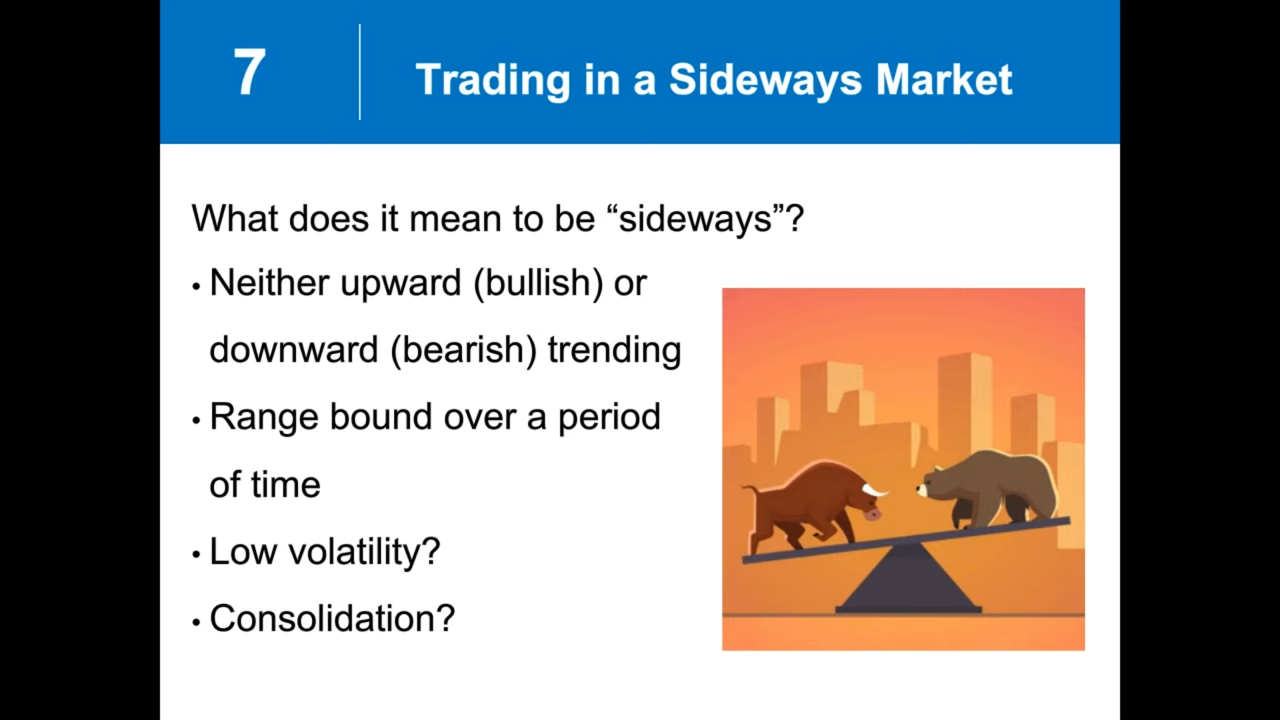 7
Trading in a Sideways Market
What does it mean to be “sideways”?
• Neither upward (bullish) or
downward (bearish) trending
• Range bound over a period
of time
• Low volatility?
• Consolidation?